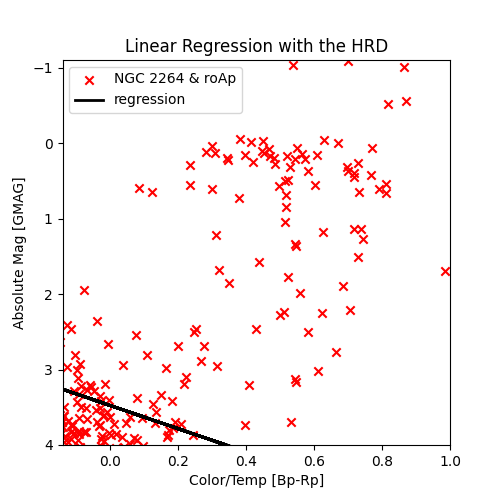 Linear Regression with the HRD
NGC 2264 & roAp
regression
Absolute Mag [GMAG]
−1
0
1
2
3
4
0.0 0.2 0.4 0.6 0.8 1.0
Color/Temp [Bp-Rp]